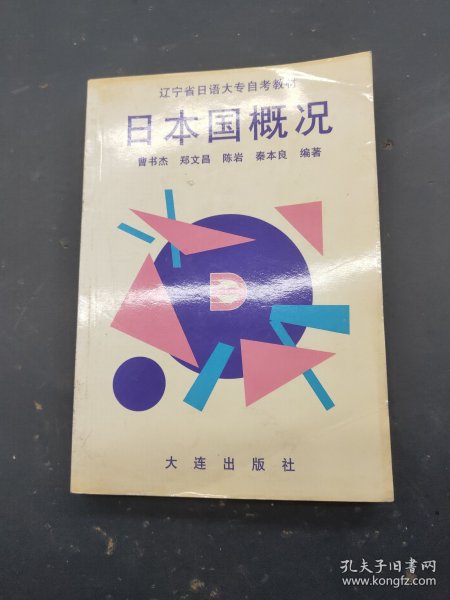 辽宁省日语大专自考教材
日本国概况
曹书杰 郑文昌 陈岩 秦本良 编著
D
大连出版社
孔夫子旧书网
www.kongfz.com